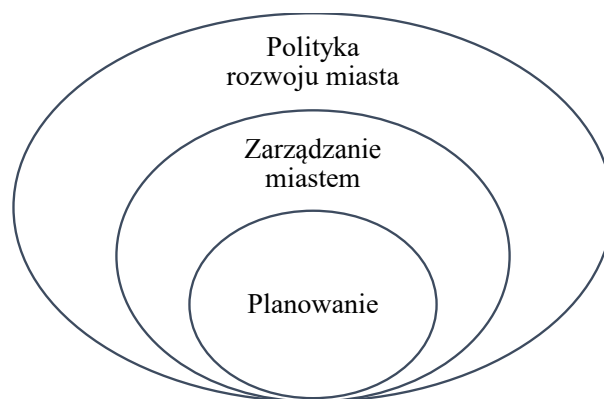 Polityka
rozwoju miasta
Zarządzanie
miastem
Planowanie